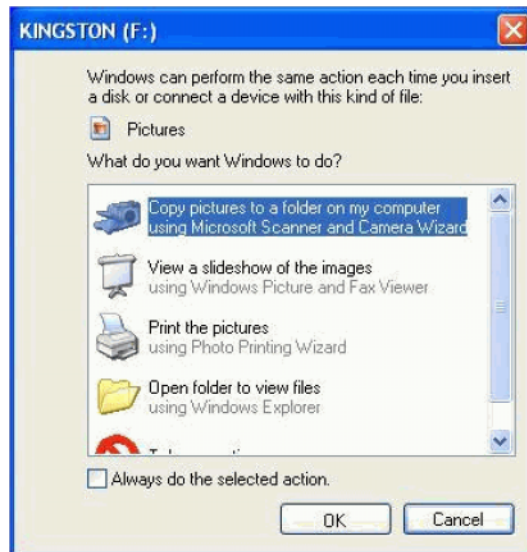 KINGSTON (F:)
Windows can perform the same action each time you insert
a disk or connect a device with this kind of file:
Pictures
What do you want Windows to do?
Copy pictures to a folder on my computer
using Microsoft Scanner and Camera Wizard
View a slideshow of the images
using Windows Picture and Fax Viewer
Print the pictures
using Photo Printing Wizard
Open folder to view files
using Windows Explorer
Always do the selected action.
OK
Cancel